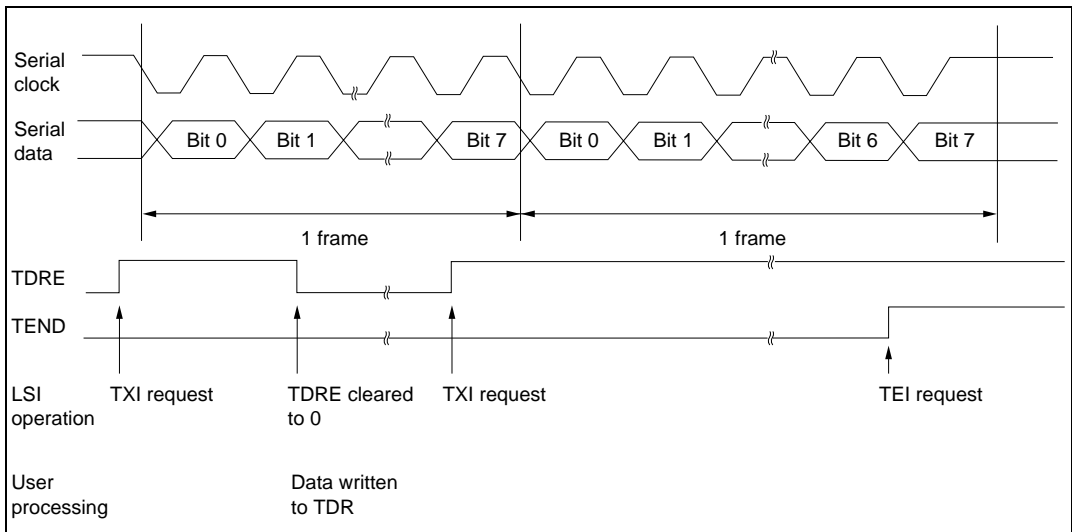 Serial
clock
Serial
data
Bit 0 Bit 1 Bit 7 Bit 0 Bit 1 Bit 6 Bit 7
1 frame 1 frame
TDRE
TEND
LSI
operation
TXI request
TDRE cleared
to 0
TXI request
TEI request
User
processing
Data written
to TDR